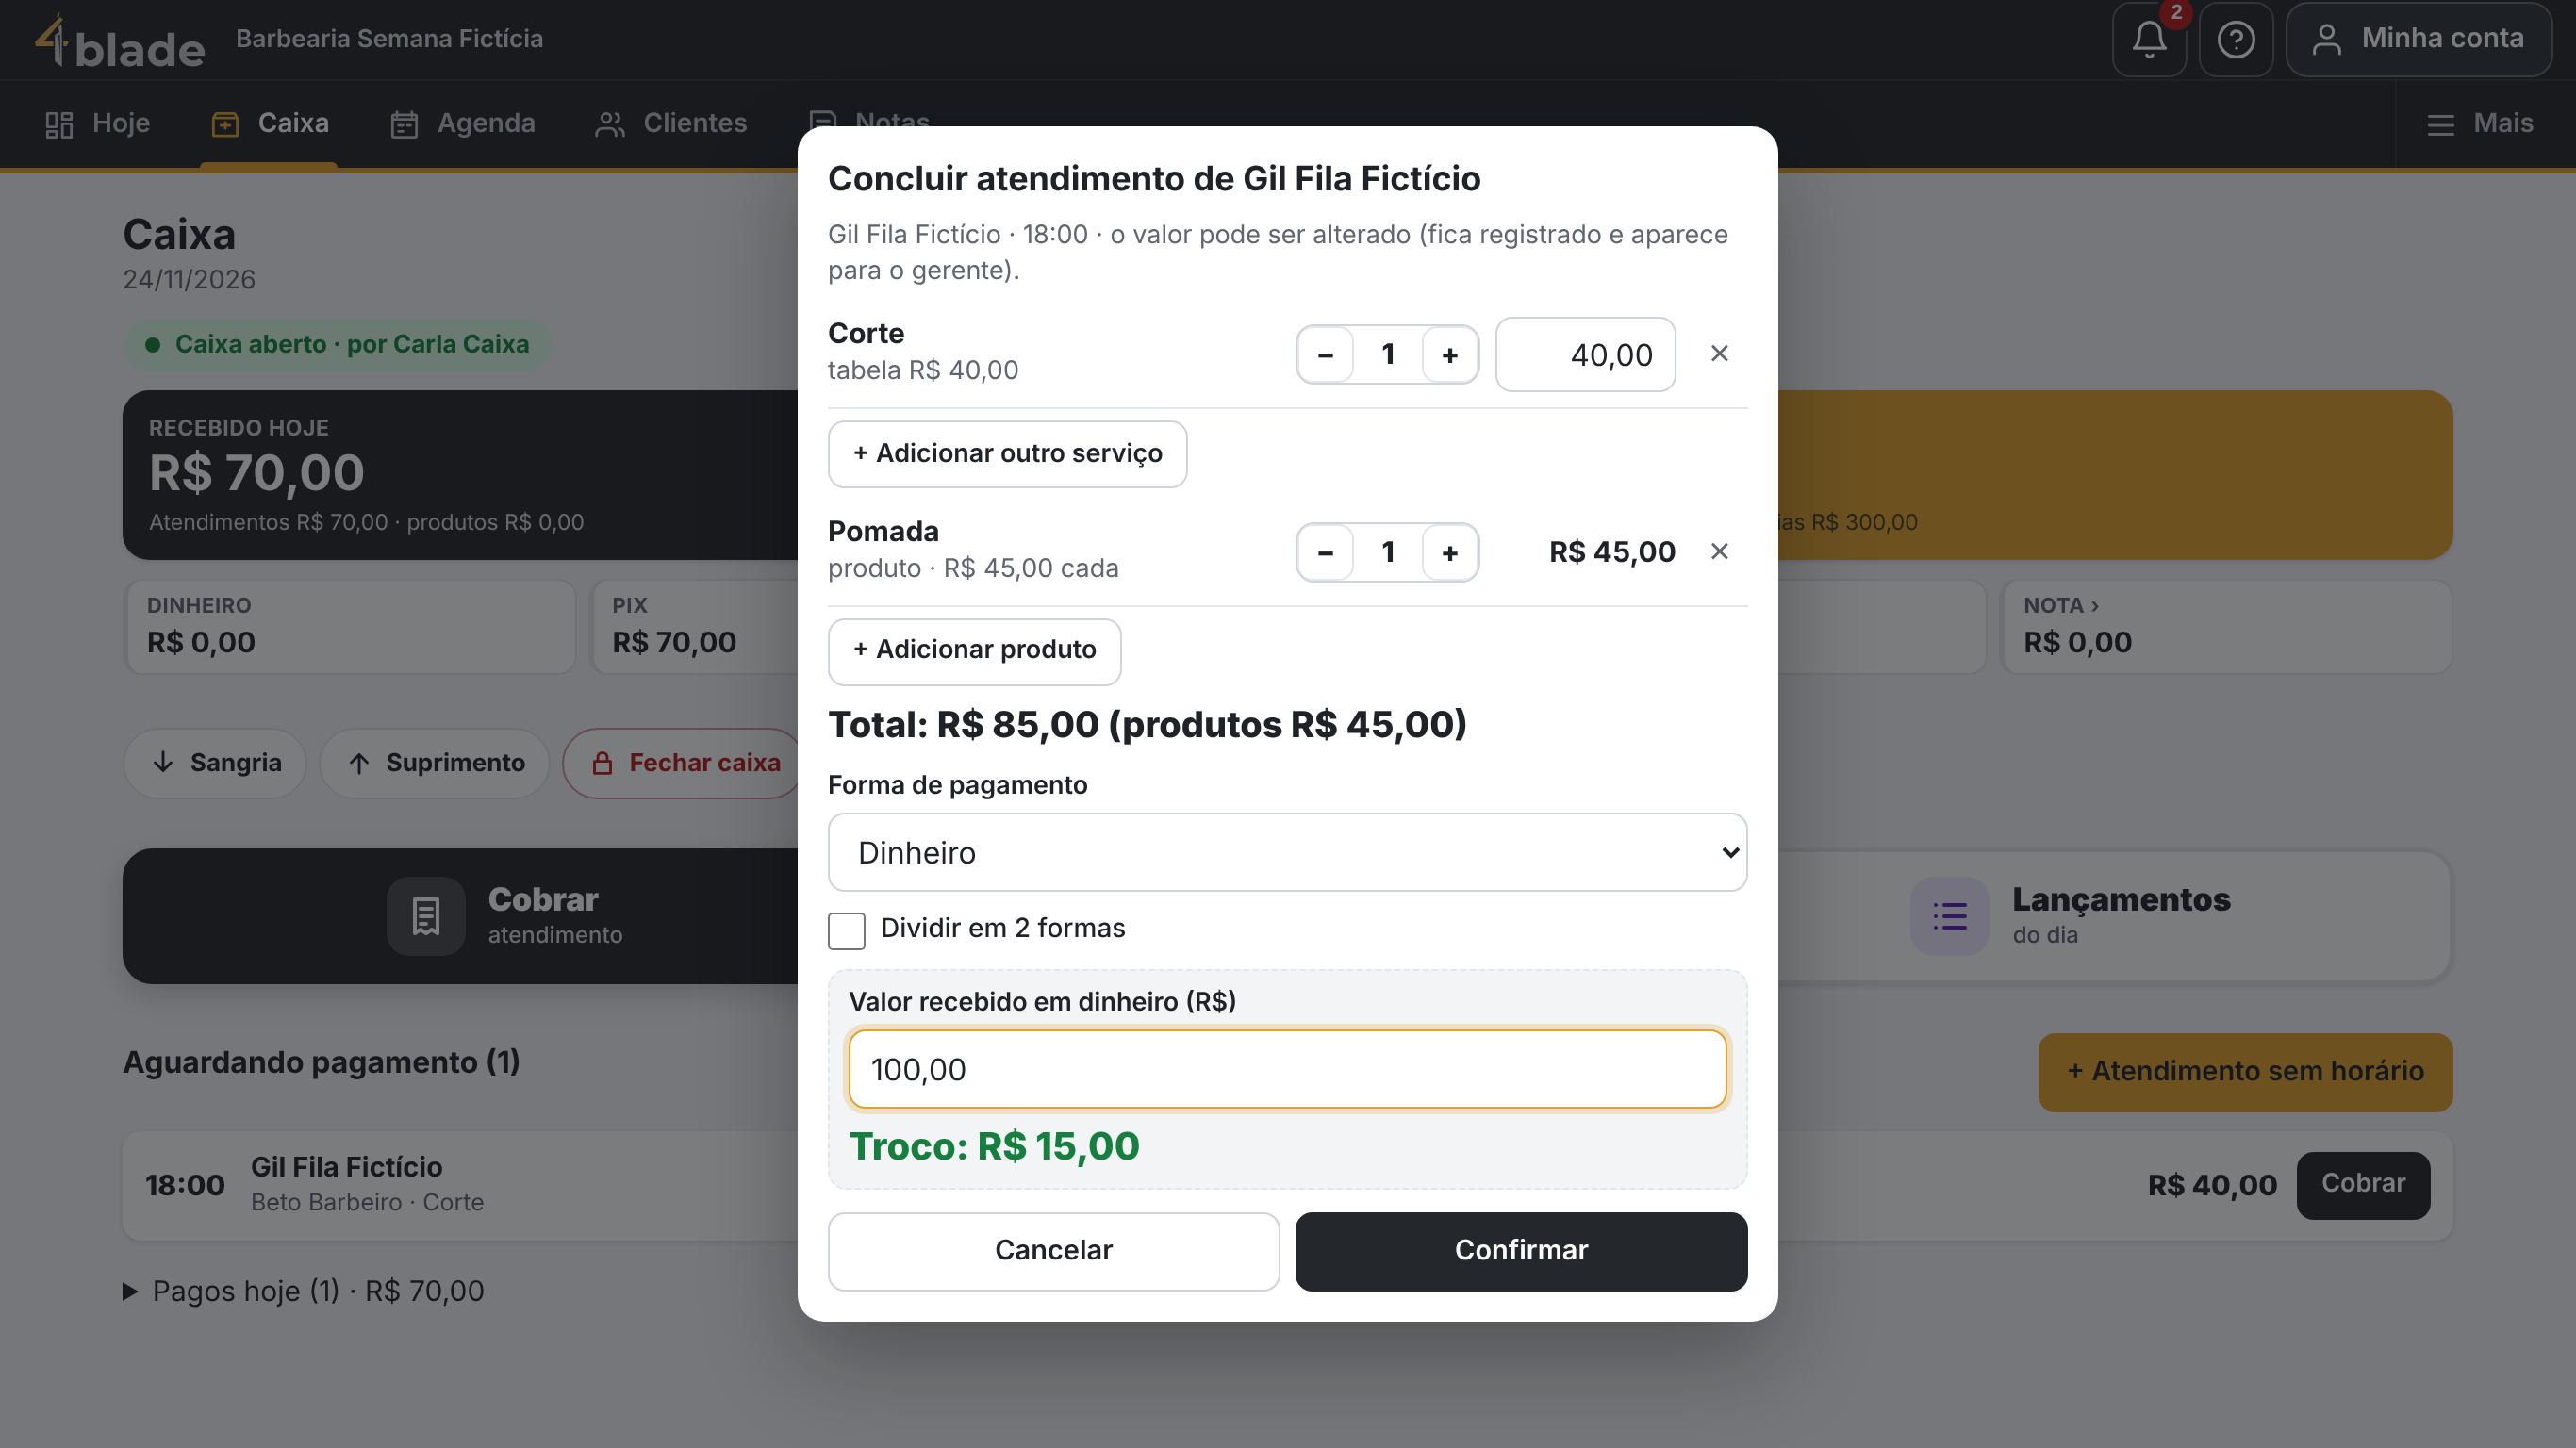 4blade
Barbearia Semana Fictícia
2
Minha conta
Hoje
Caixa
Agenda
Clientes
Notas
Mais
Caixa
24/11/2026
Caixa aberto · por Carla Caixa
RECEBIDO HOJE
R$ 70,00
Atendimentos R$ 70,00 · produtos R$ 0,00
R$ 300,00
DINHEIRO
R$ 0,00
PIX
R$ 70,00
NOTA ›
R$ 0,00
Sangria
Suprimento
Fechar caixa
Cobrar
atendimento
Lançamentos
do dia
Aguardando pagamento (1)
+ Atendimento sem horário
18:00
Gil Fila Fictício
Beto Barbeiro · Corte
R$ 40,00
Cobrar
Pagos hoje (1) · R$ 70,00
Concluir atendimento de Gil Fila Fictício
Gil Fila Fictício · 18:00 · o valor pode ser alterado (fica registrado e aparece
para o gerente).
Corte
tabela R$ 40,00
− 1 +
40,00
×
+ Adicionar outro serviço
Pomada
produto · R$ 45,00 cada
− 1 +
R$ 45,00
×
+ Adicionar produto
Total: R$ 85,00 (produtos R$ 45,00)
Forma de pagamento
Dinheiro
Dividir em 2 formas
Valor recebido em dinheiro (R$)
100,00
Troco: R$ 15,00
Cancelar
Confirmar